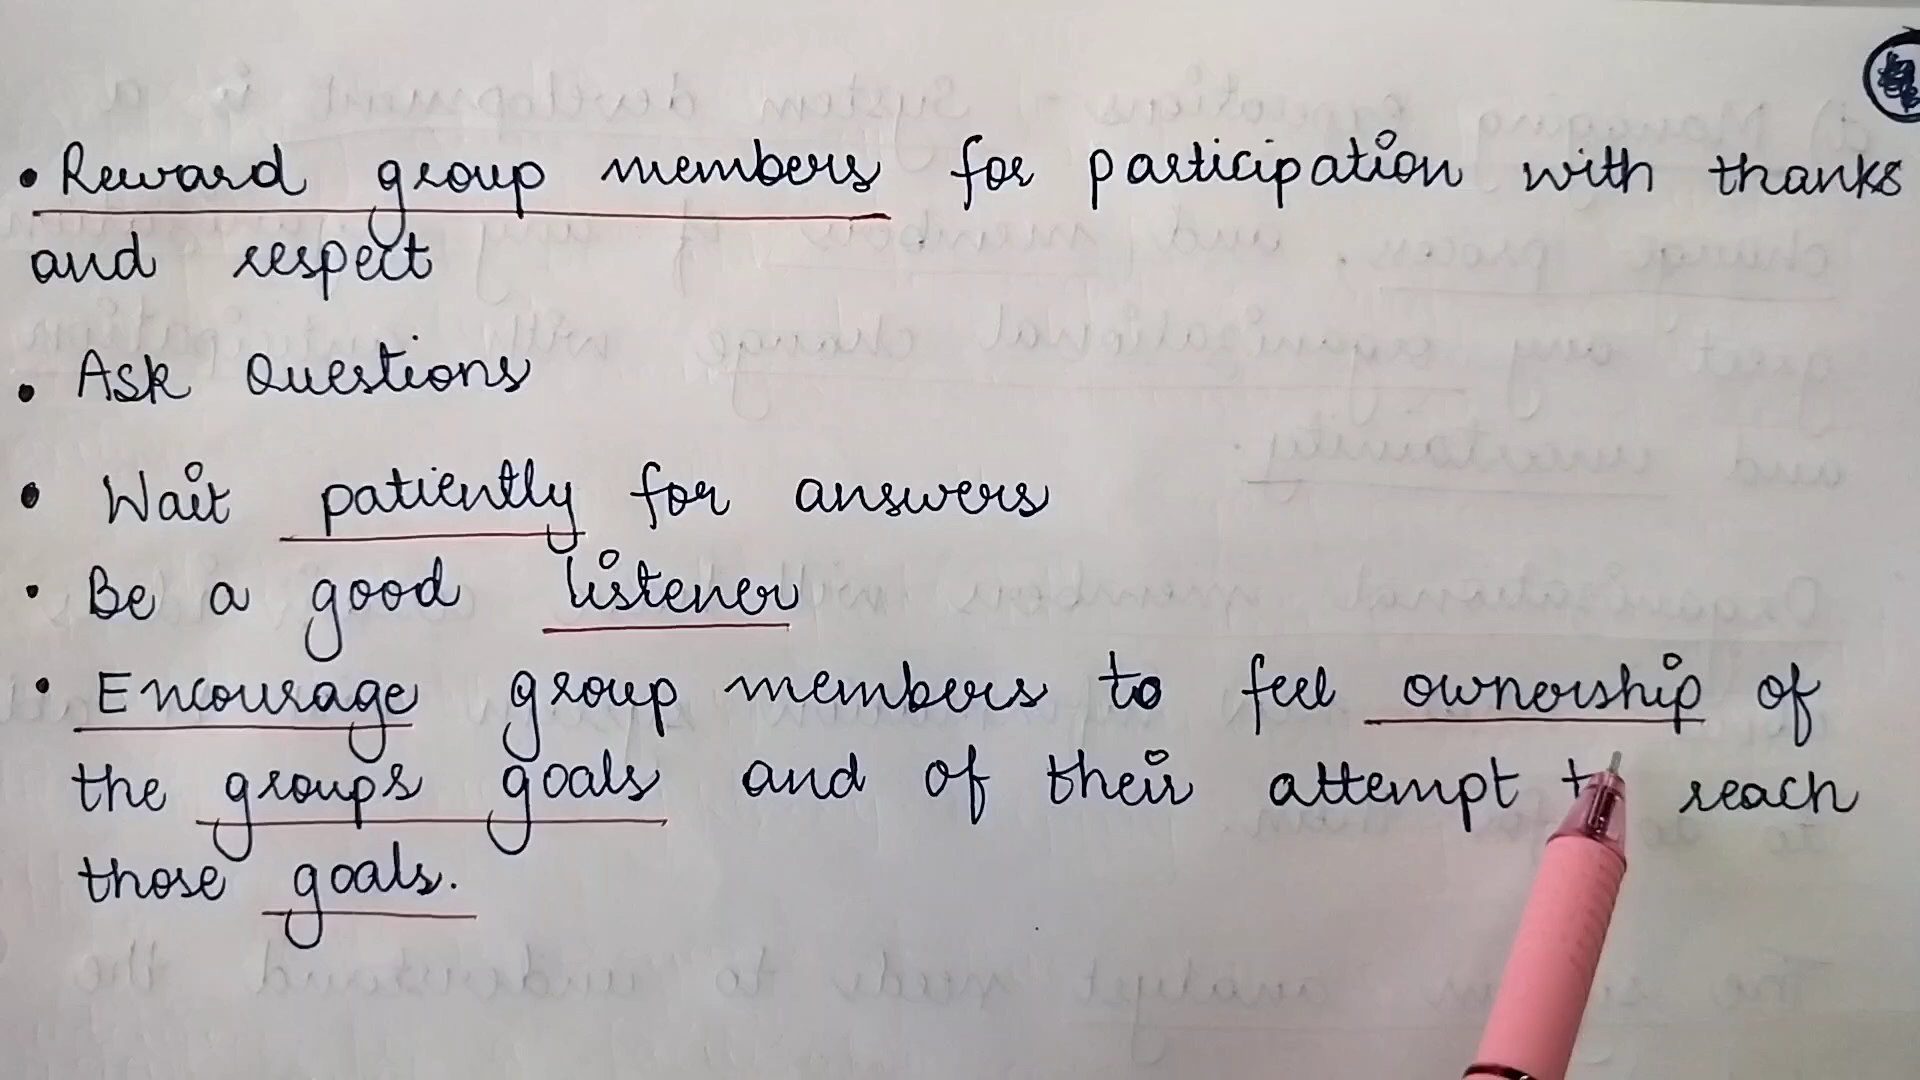 • Reward group members for participation with thanks
and respect
• Ask Questions
• Wait patiently for answers
• Be a good listener
• Encourage group members to feel ownership of
the groups goals and of their attempt reach
those goals.